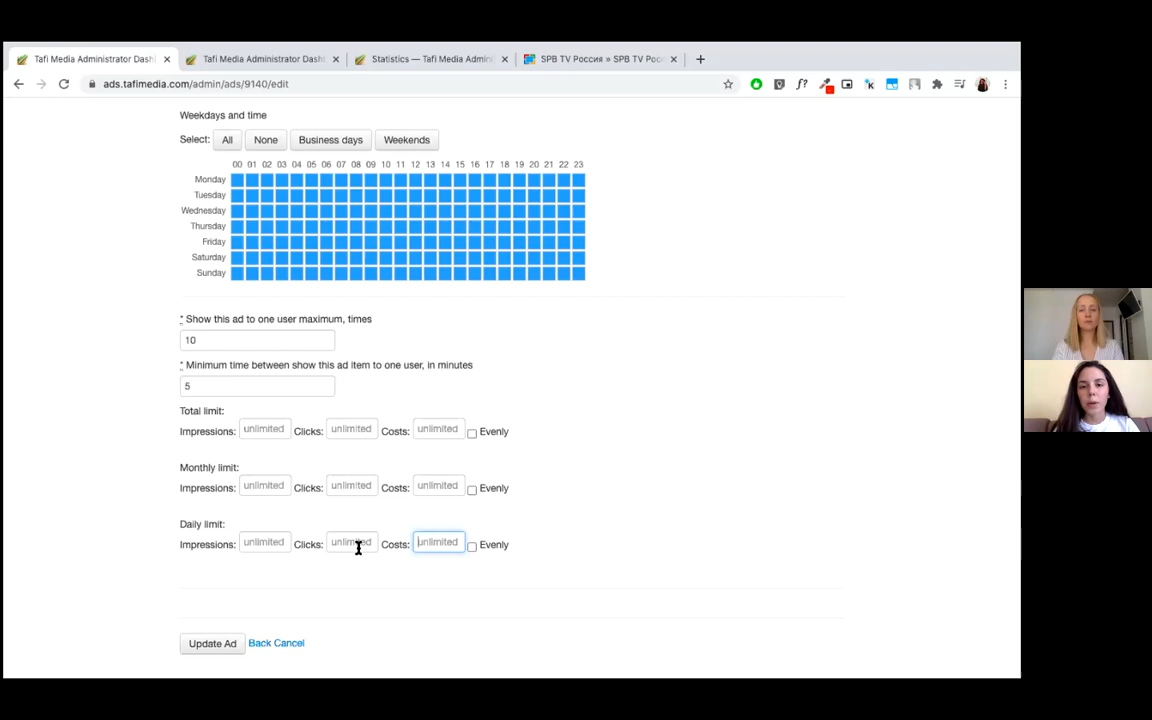 Tafi Media Administrator Dash
Tafi Media Administrator Dashb
Statistics — Tafi Media Admin
SPB TV Россия » SPB TV Рос
ads.tafimedia.com/admin/ads/9140/edit
Weekdays and time
Select: All None Business days Weekends
00 01 02 03 04 05 06 07 08 09 10 11 12 13 14 15 16 17 18 19 20 21 22 23
Monday
Tuesday
Wednesday
Thursday
Friday
Saturday
Sunday
* Show this ad to one user maximum, times
10
* Minimum time between show this ad item to one user, in minutes
5
Total limit:
Impressions: unlimited Clicks: unlimited Costs: unlimited Evenly
Monthly limit:
Impressions: unlimited Clicks: unlimited Costs: unlimited Evenly
Daily limit:
Impressions: unlimited Clicks: unlimited Costs: unlimited Evenly
Update Ad Back Cancel